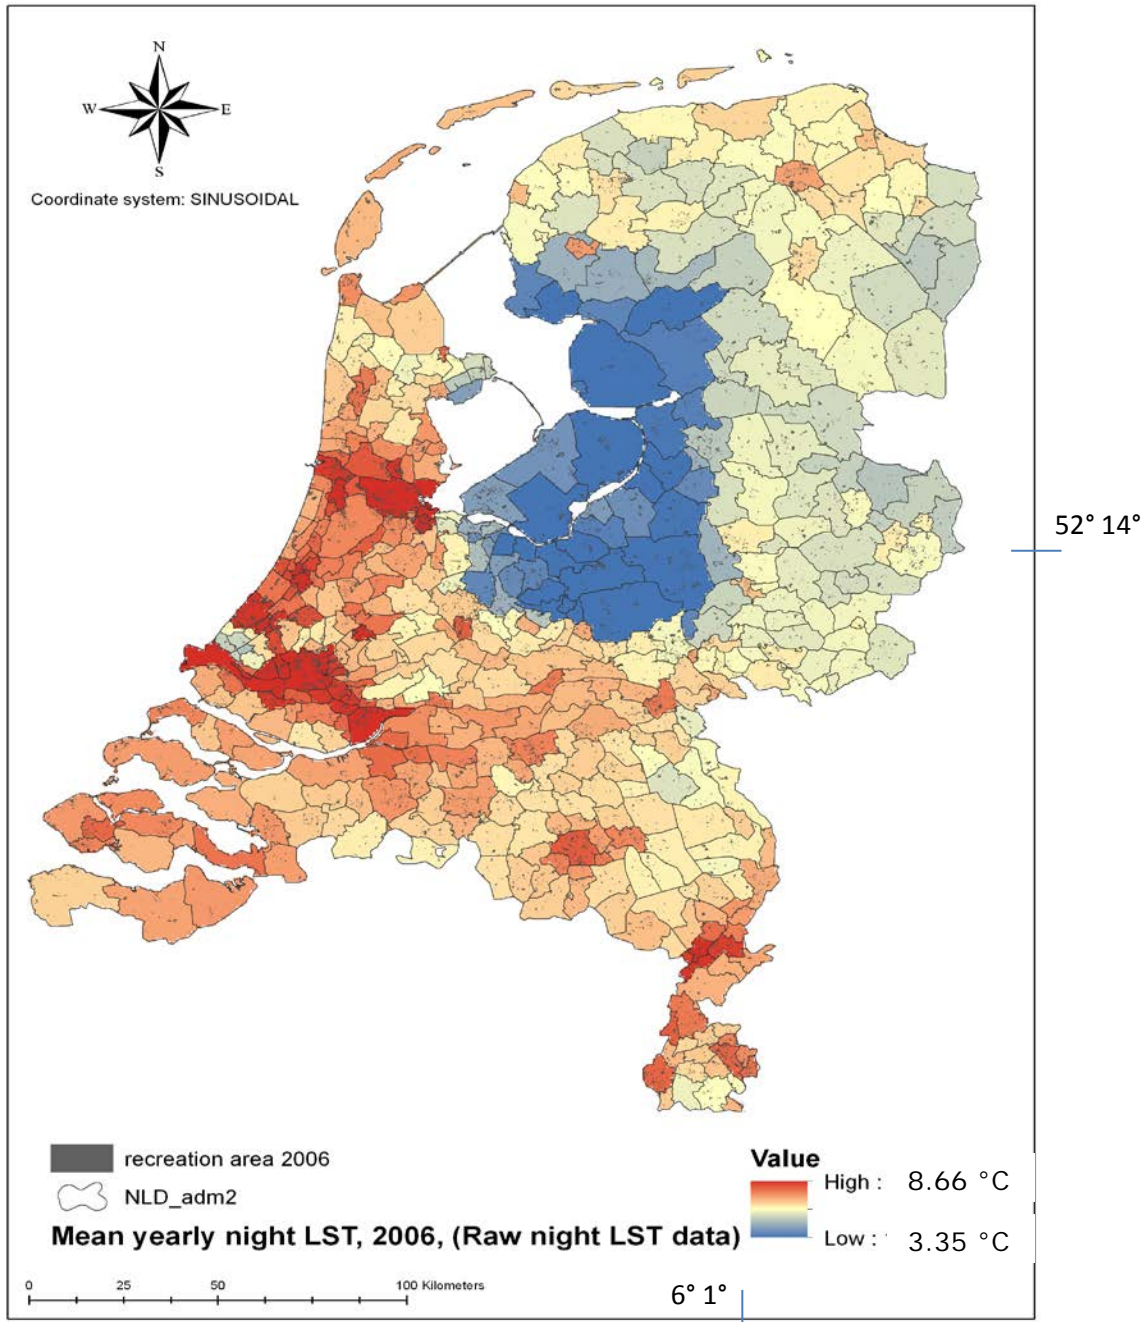 N
W E
S
Coordinate system: SINUSOIDAL
52° 14°
recreation area 2006
NLD_adm2
Mean yearly night LST, 2006, (Raw night LST data)
Value
High : 8.66 °C
Low : 3.35 °C
0 25 50 100 Kilometers
6° 1°